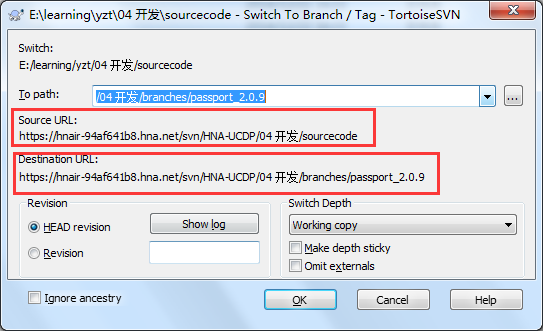 E:\learning\yzt\04 开发\sourcecode - Switch To Branch / Tag - TortoiseSVN
Switch:
E:/learning/yzt/04 开发/sourcecode
To path: /04 开发/branches/passport_2.0.9 ...
Source URL:
https://hnair-94af641b8.hna.net/svn/HNA-UCDP/04 开发/sourcecode
Destination URL:
https://hnair-94af641b8.hna.net/svn/HNA-UCDP/04 开发/branches/passport_2.0.9
Revision
HEAD revision Show log
Revision
Switch Depth
Working copy
Make depth sticky
Omit externals
Ignore ancestry OK Cancel Help